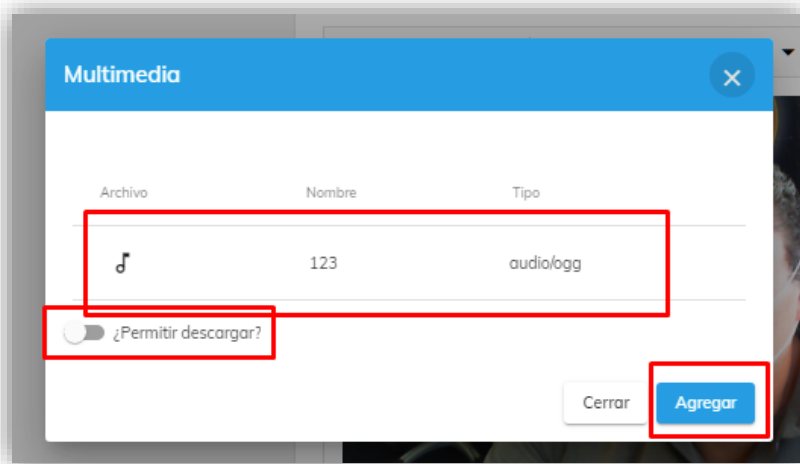 Multimedia
Archivo Nombre Tipo
123 audio/ogg
¿Permitir descargar?
Cerrar Agregar